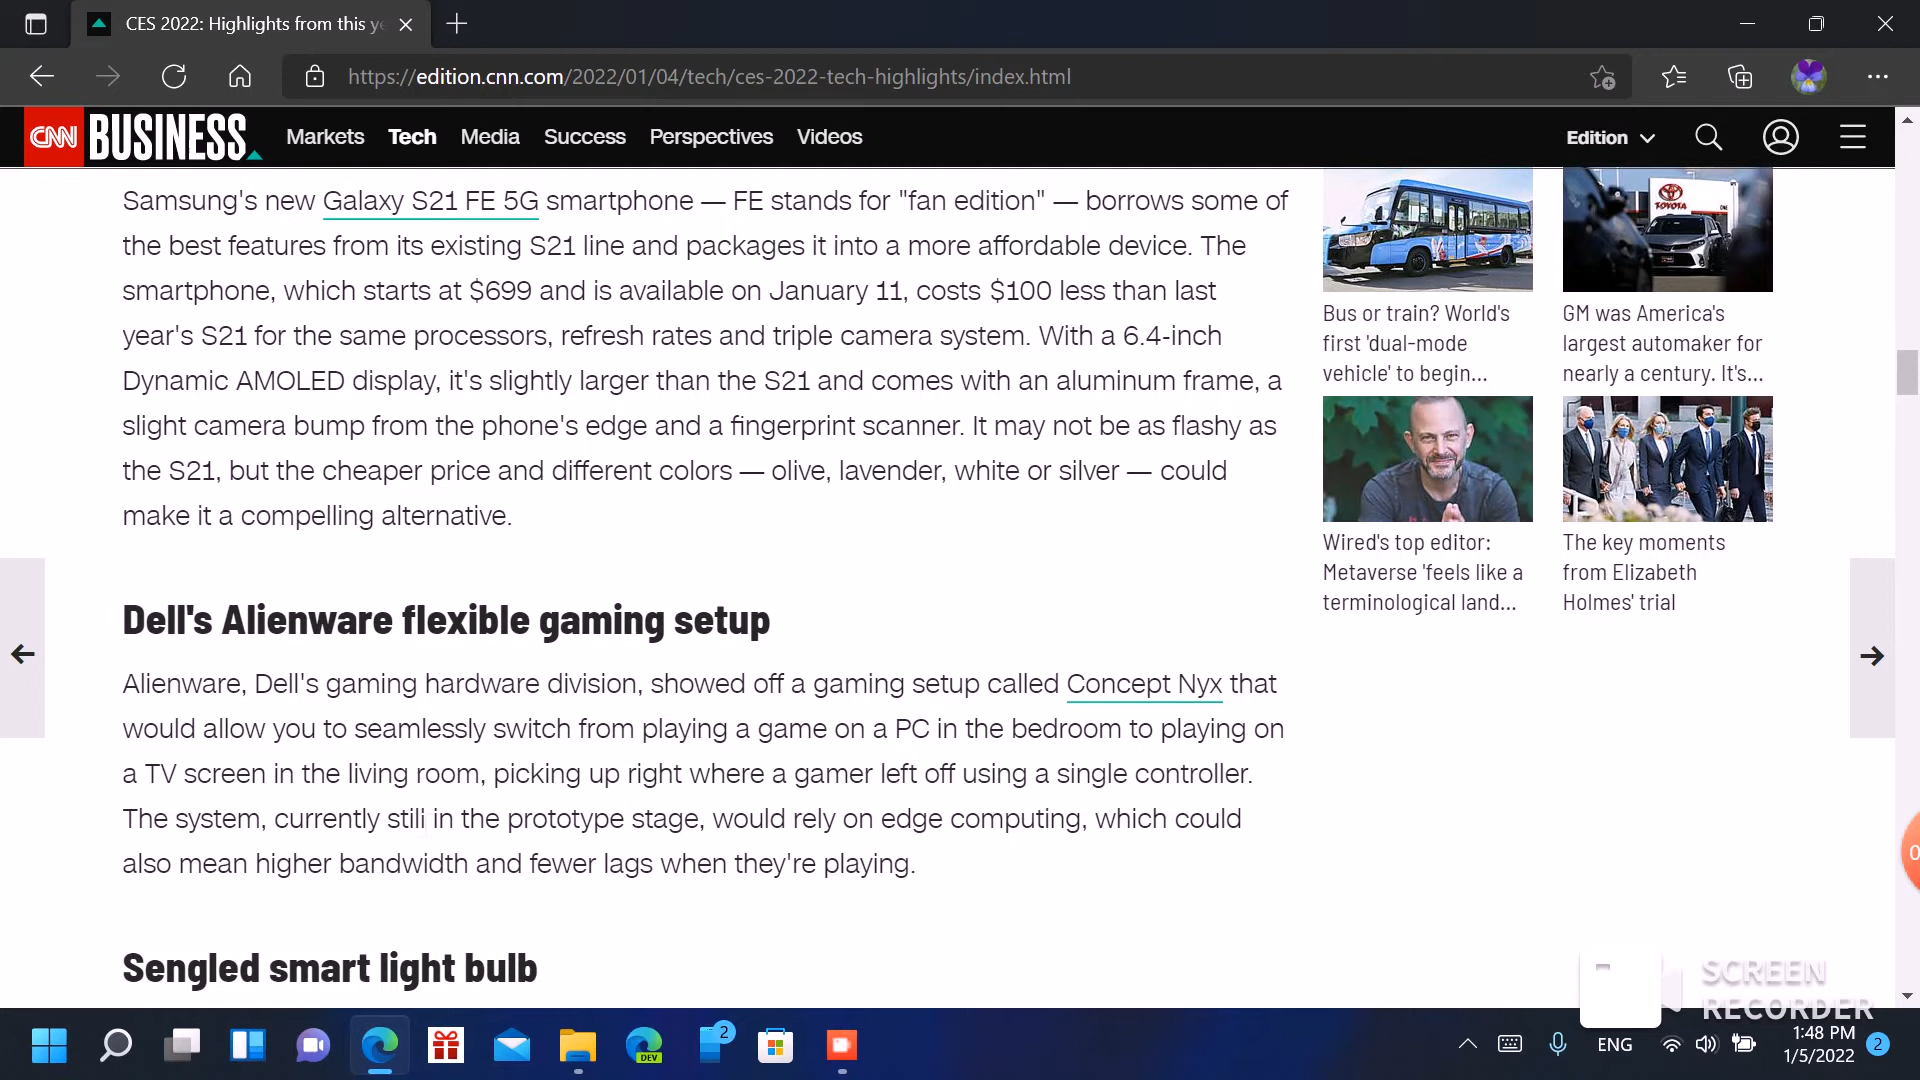 CES 2022: Highlights from this ye
https://edition.cnn.com/2022/01/04/tech/ces-2022-tech-highlights/index.html
CNN BUSINESS Markets Tech Media Success Perspectives Videos Edition
Samsung's new Galaxy S21 FE 5G smartphone — FE stands for "fan edition" — borrows some of
the best features from its existing S21 line and packages it into a more affordable device. The
smartphone, which starts at $699 and is available on January 11, costs $100 less than last
year's S21 for the same processors, refresh rates and triple camera system. With a 6.4-inch
Dynamic AMOLED display, it's slightly larger than the S21 and comes with an aluminum frame, a
slight camera bump from the phone's edge and a fingerprint scanner. It may not be as flashy as
the S21, but the cheaper price and different colors — olive, lavender, white or silver — could
make it a compelling alternative.
Dell's Alienware flexible gaming setup
Alienware, Dell's gaming hardware division, showed off a gaming setup called Concept Nyx that
would allow you to seamlessly switch from playing a game on a PC in the bedroom to playing on
a TV screen in the living room, picking up right where a gamer left off using a single controller.
The system, currently still in the prototype stage, would rely on edge computing, which could
also mean higher bandwidth and fewer lags when they're playing.
Sengled smart light bulb
TOYOTA
Bus or train? World's
first 'dual-mode
vehicle' to begin...
GM was America's
largest automaker for
nearly a century. It's...
Wired's top editor:
Metaverse 'feels like a
terminological land...
The key moments
from Elizabeth
Holmes' trial
0
SCREEN
RECORDER
DEV
2
ENG
1:48 PM
1/5/2022
2